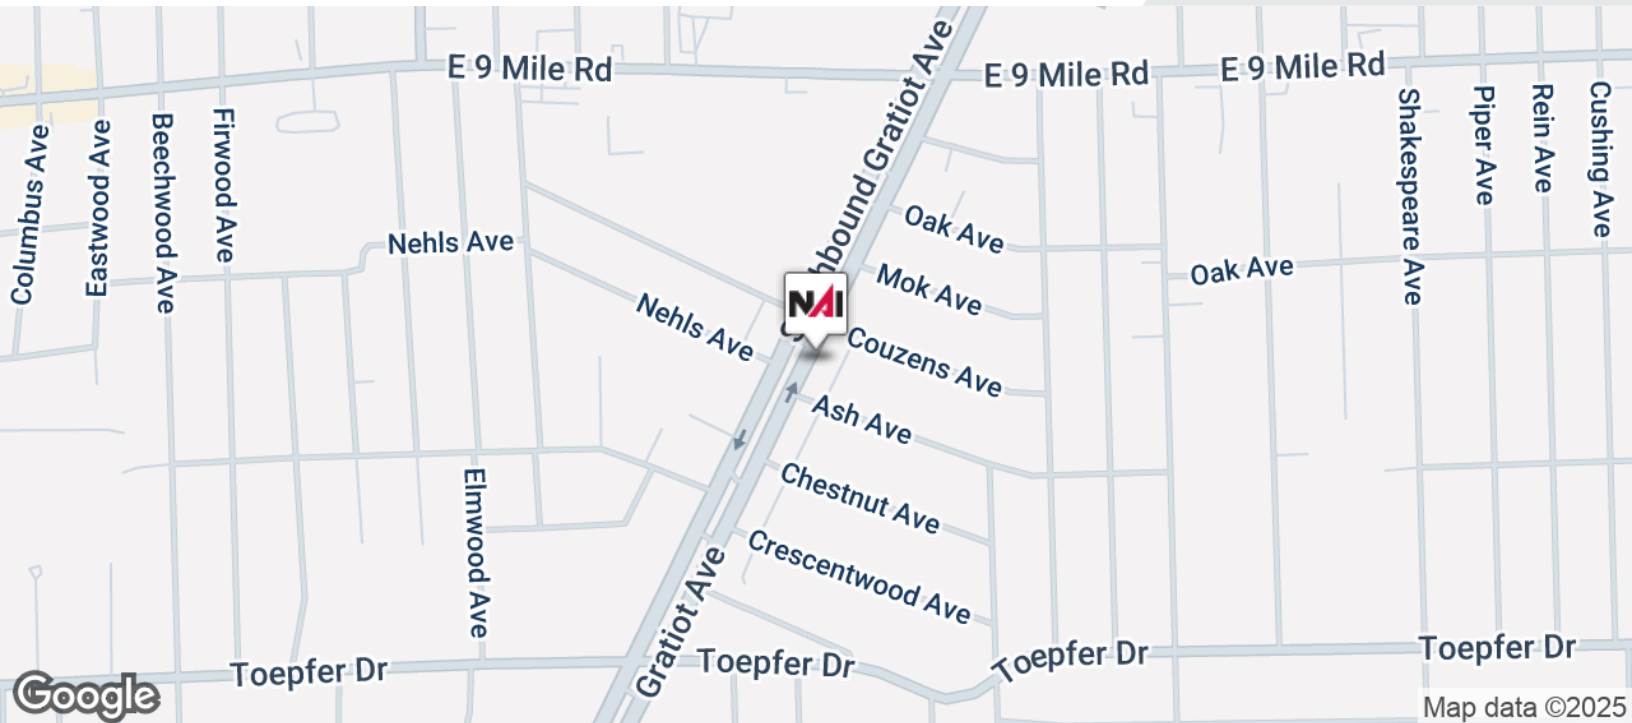 E 9 Mile Rd
E 9 Mile Rd
E 9 Mile Rd
Columbus Ave
Eastwood Ave
Beechwood Ave
Firwood Ave
hbound Gratiot Ave
Shakespeare Ave
Piper Ave
Rein Ave
Cushing Ave
Nehls Ave
Oak Ave
Oak Ave
Mok Ave
NAI
Nehls Ave
Couzens Ave
Ash Ave
Chestnut Ave
Elmwood Ave
Crescentwood Ave
Gratiot Ave
Toepfer Dr
Toepfer Dr
Toepfer Dr
Toepfer Dr
Google
Map data ©2025